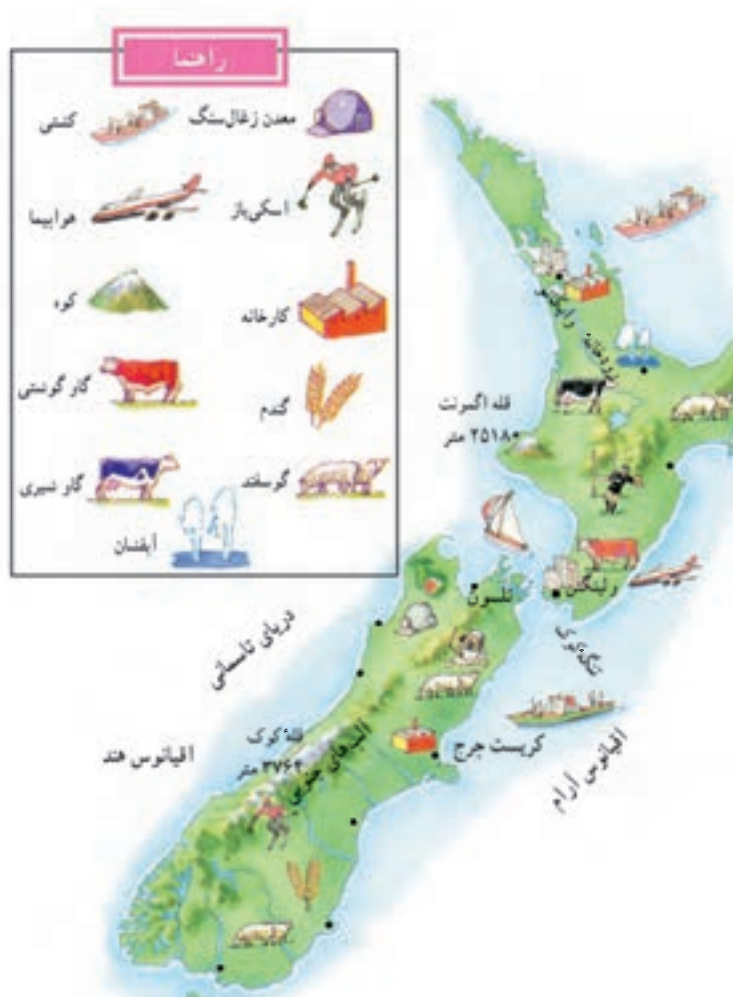 راهنما
معدن زغال‌سنگ
کشتی
اسکی‌باز
هواپیما
کارخانه
کوه
گندم
گاو گوشتی
گوسفند
گاو شیری
آبفشان
رودخانهٔ
قله اگمونت
۲۵۱۸ متر
ولینگتن
نلسون
تنگهٔ کوک
دریای تاسمانی
اقیانوس هند
قلهٔ کوک
۳۷۶۴ متر
آلپ‌های جنوبی
کریست چرچ
اقیانوس آرام